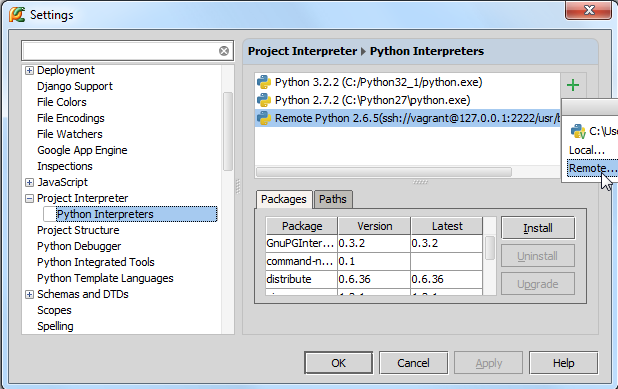 Settings
Deployment
Django Support
File Colors
File Encodings
File Watchers
Google App Engine
Inspections
JavaScript
Project Interpreter
Python Interpreters
Project Structure
Python Debugger
Python Integrated Tools
Python Template Languages
Schemas and DTDs
Scopes
Spelling
Project Interpreter Python Interpreters
Python 3.2.2 (C:/Python32_1/python.exe)
Python 2.7.2 (C:\Python27\python.exe)
Remote Python 2.6.5(ssh://vagrant@127.0.0.1:2222/usr/b
C:\Use
Local...
Remote...
Packages Paths
Package Version Latest
GnuPGInter... 0.3.2 0.3.2
command-n... 0.1
distribute 0.6.36 0.6.36
Install
Uninstall
Upgrade
OK Cancel Apply Help